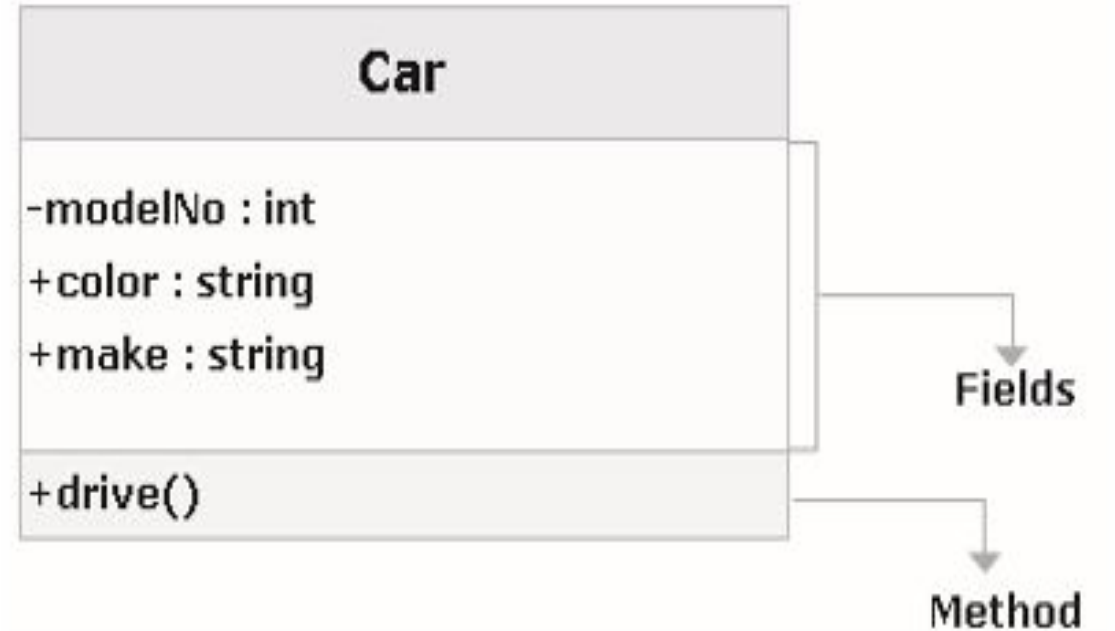 Car
-modelNo : int
+color : string
+make : string
Fields
+drive()
Method